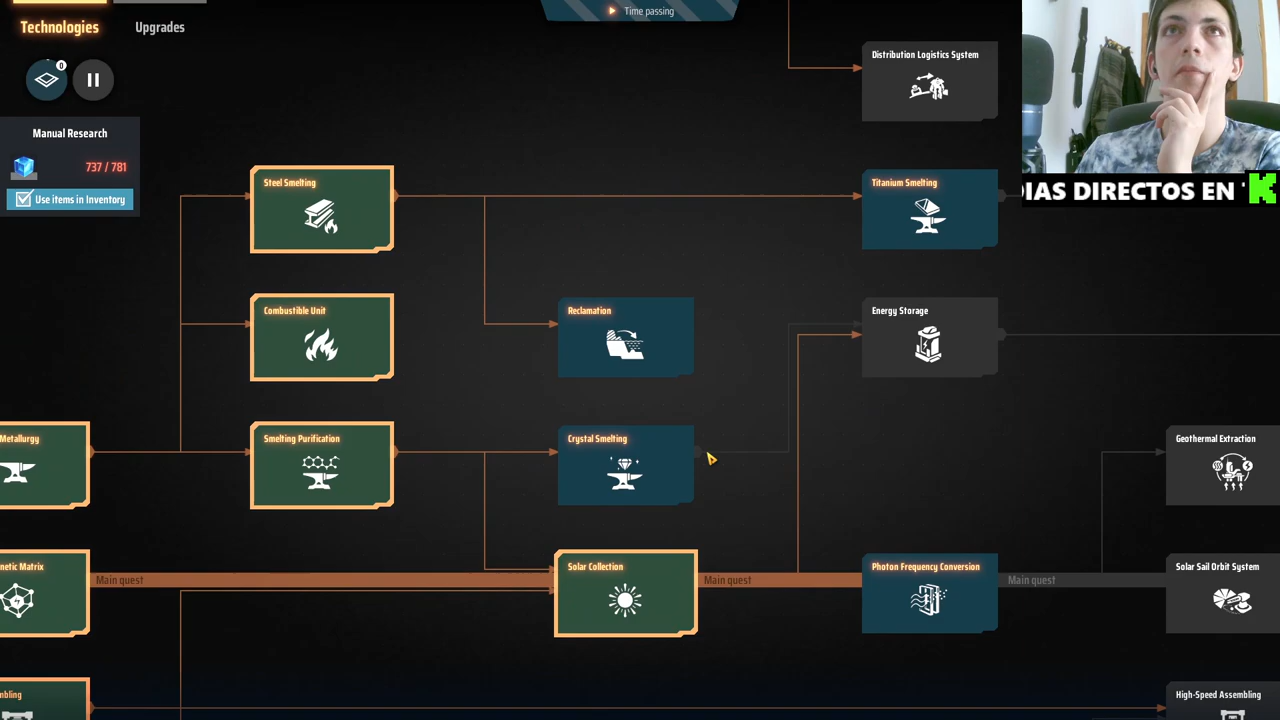 Technologies
Upgrades
Time passing
0
Manual Research
737 / 781
Use items in Inventory
Distribution Logistics System
Steel Smelting
Titanium Smelting
IAS DIRECTOS EN
Combustible Unit
Reclamation
Energy Storage
Metallurgy
Smelting Purification
Crystal Smelting
Geothermal Extraction
netic Matrix
Main quest
Solar Collection
Main quest
Photon Frequency Conversion
Main quest
Solar Sail Orbit System
mbling
High-Speed Assembling